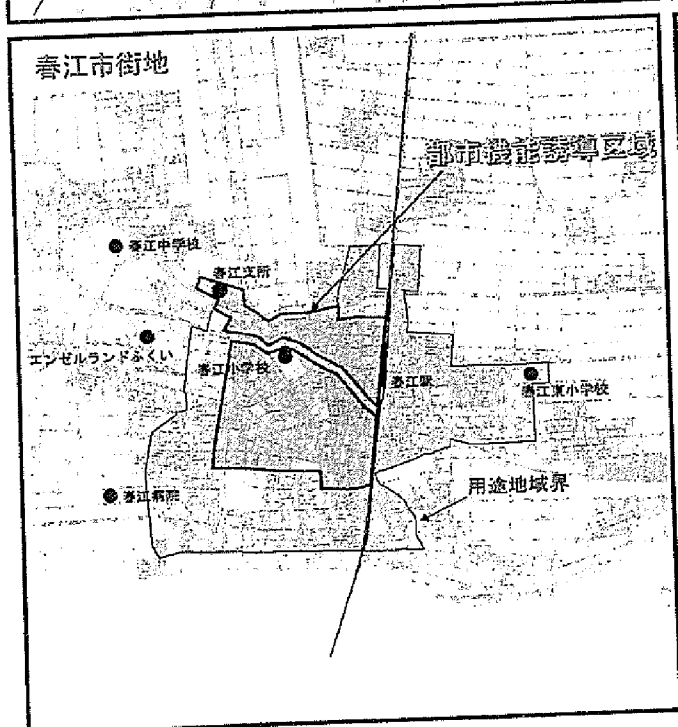 春江市街地
都市機能誘導区域
春江中学校
春江支所
エンゼルランドふくい
春江小学校
春江駅
春江東小学校
春江病院
用途地域界